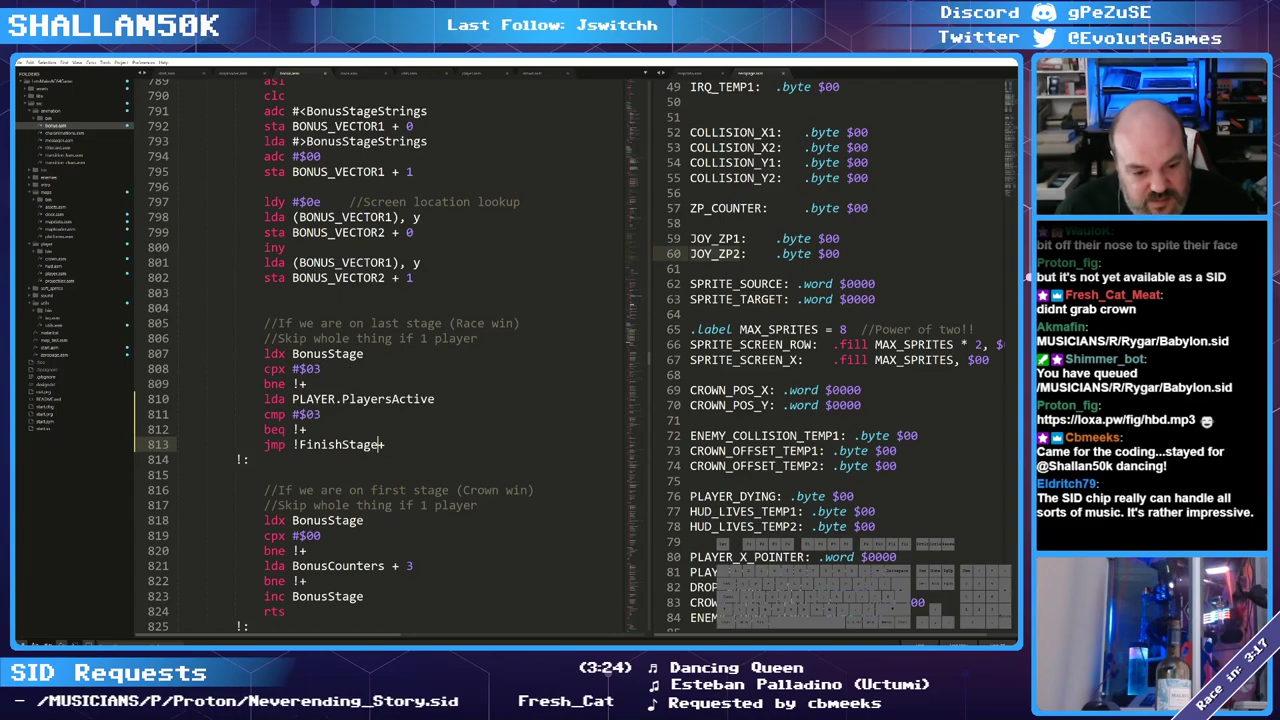 SHALLAN50K
Last Follow: Jswitchh
Discord gPeZuSE
Twitter @EvoluteGames
FOLDERS
789 asl
790 clc
791 adc #<BonusStageStrings
792 sta BONUS_VECTOR1 + 0
793 lda #>BonusStageStrings
794 adc #$00
795 sta BONUS_VECTOR1 + 1
796
797 ldy #$0e //Screen location lookup
798 lda (BONUS_VECTOR1), y
799 sta BONUS_VECTOR2 + 0
800 iny
801 lda (BONUS_VECTOR1), y
802 sta BONUS_VECTOR2 + 1
803
804
805 //If we are on last stage (Race win)
806 //Skip whole thing if 1 player
807 ldx BonusStage
808 cpx #$03
809 bne !+
810 lda PLAYER.PlayersActive
811 cmp #$03
812 beq !+
813 jmp !FinishStage+
814 !:
815
816 //If we are on first stage (Crown win)
817 //Skip whole thing if 1 player
818 ldx BonusStage
819 cpx #$00
820 bne !+
821 lda BonusCounters + 3
822 bne !+
823 inc BonusStage
824 rts
825 !:
49 IRQ_TEMP1: .byte $00
50
51
52 COLLISION_X1: .byte $00
53 COLLISION_X2: .byte $00
54 COLLISION_Y1: .byte $00
55 COLLISION_Y2: .byte $00
56
57 ZP_COUNTER: .byte $00
58
59 JOY_ZP1: .byte $00
60 JOY_ZP2: .byte $00
61
62 SPRITE_SOURCE: .word $0000
63 SPRITE_TARGET: .word $0000
64
65 .label MAX_SPRITES = 8 //Power of two!!
66 SPRITE_SCREEN_ROW: .fill MAX_SPRITES * 2, $
67 SPRITE_SCREEN_X: .fill MAX_SPRITES, $00
68
69 CROWN_POS_X: .word $0000
70 CROWN_POS_Y: .word $0000
71
72 ENEMY_COLLISION_TEMP1: .byte $00
73 CROWN_OFFSET_TEMP1: .byte $00
74 CROWN_OFFSET_TEMP2: .byte $00
75
76 PLAYER_DYING: .byte $00
77 HUD_LIVES_TEMP1: .byte $00
78 HUD_LIVES_TEMP2: .byte $00
79
80 PLAYER_X_POINTER: .word $0000
81 PLAY
82
83
84
WauloK:
bit off their nose to spite their face
Proton_fig:
but it's not yet available as SID
Fresh_Cat_Meat:
didnt grab crown
Akmafin:
MUSICIANS/R/Rygar/Babylon.sid
Shimmer_bot:
You have queued
/MUSICIANS/R/Rygar/Babylon.sid
Proton_fig:
https://loxa.pw/fig/hcd.mp3
Cbmeeks:
Came for the coding...stayed for
@Shallan50k dancing!
Eldritch79:
The SID chip really can handle all
sorts of music. It's rather impressive.
SID Requests
(3:24) Dancing Queen
Esteban Palladino (Uctumi)
Requested by cbmeeks
- /MUSICIANS/P/Proton/Neverending_Story.sid Fresh_Cat
Race in: 3:17